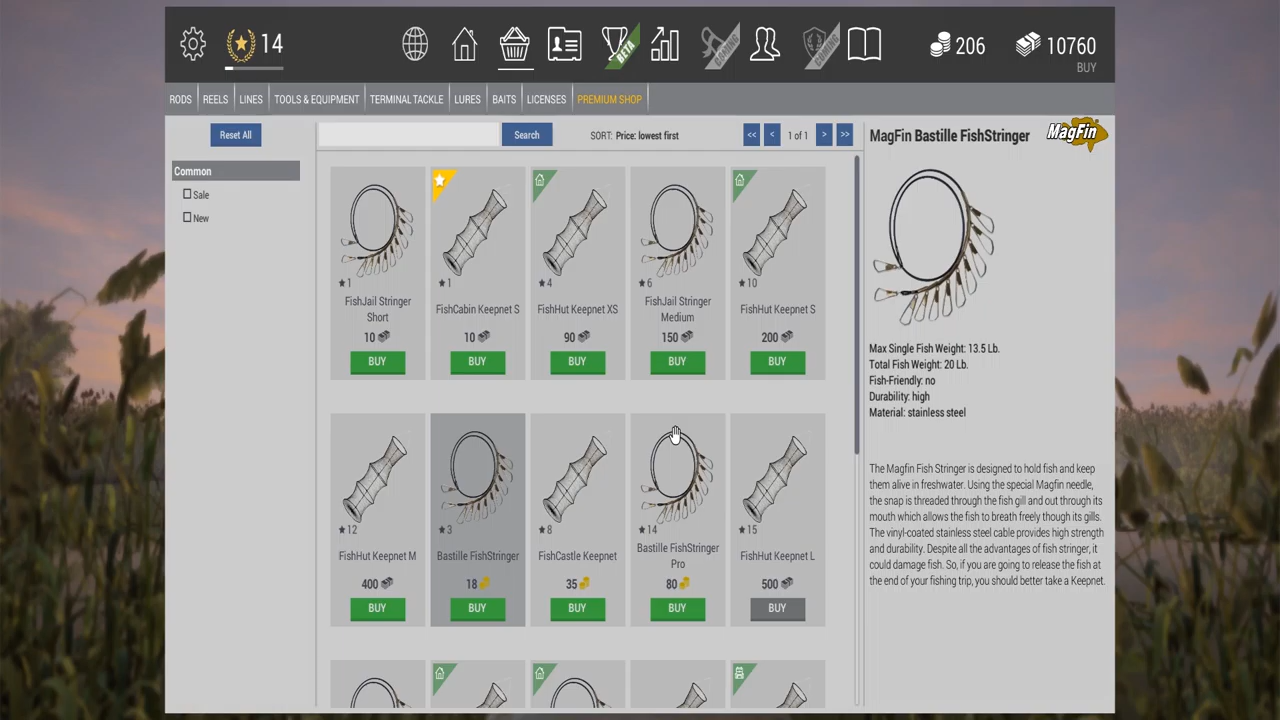 14
BETA
COMING
COMING
206
10760
BUY
RODS
REELS
LINES
TOOLS & EQUIPMENT
TERMINAL TACKLE
LURES
BAITS
LICENSES
PREMIUM SHOP
Reset All
Search
SORT: Price: lowest first
<<
<
1 of 1
>
>>
Common
Sale
New
1
FishJail Stringer
Short
10
BUY
1
FishCabin Keepnet S
10
BUY
4
FishHut Keepnet XS
90
BUY
6
FishJail Stringer
Medium
150
BUY
10
FishHut Keepnet S
200
BUY
12
FishHut Keepnet M
400
BUY
3
Bastille FishStringer
18
BUY
8
FishCastle Keepnet
35
BUY
14
Bastille FishStringer
Pro
80
BUY
15
FishHut Keepnet L
500
BUY
MagFin Bastille FishStringer
MagFin
Max Single Fish Weight: 13.5 Lb.
Total Fish Weight: 20 Lb.
Fish-Friendly: no
Durability: high
Material: stainless steel
The Magfin Fish Stringer is designed to hold fish and keep
them alive in freshwater. Using the special Magfin needle,
the snap is threaded through the fish gill and out through its
mouth which allows the fish to breath freely though its gills.
The vinyl-coated stainless steel cable provides high strength
and durability. Despite all the advantages of fish stringer, it
could damage fish. So, if you are going to release the fish at
the end of your fishing trip, you should better take a Keepnet.